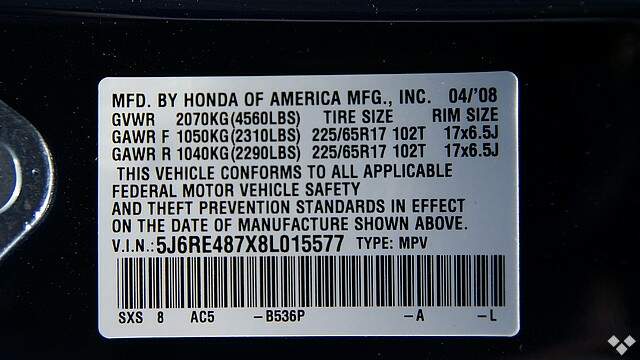 MFD. BY HONDA OF AMERICA MFG., INC. 04/'08
GVWR 2070KG(4560LBS) TIRE SIZE RIM SIZE
GAWR F 1050KG(2310LBS) 225/65R17 102T 17x6.5J
GAWR R 1040KG(2290LBS) 225/65R17 102T 17x6.5J
THIS VEHICLE CONFORMS TO ALL APPLICABLE
FEDERAL MOTOR VEHICLE SAFETY
AND THEFT PREVENTION STANDARDS IN EFFECT
ON THE DATE OF MANUFACTURE SHOWN ABOVE.
V.I.N.:5J6RE487X8L015577 TYPE: MPV
SXS 8 AC5 -B536P -A -L